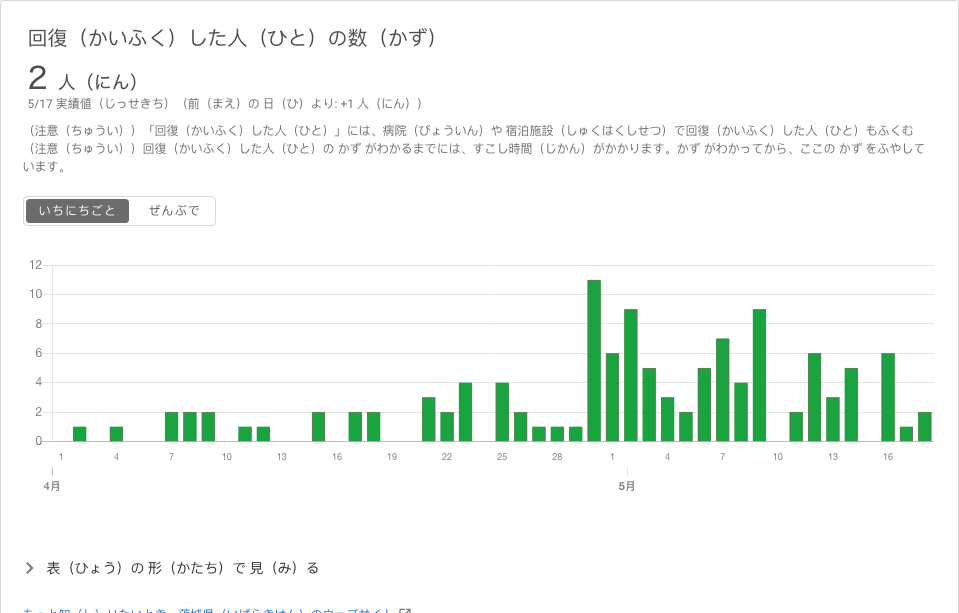 回復（かいふく）した人（ひと）の数（かず）
2 人（にん）
5/17 実績値（じっせきち）（前（まえ）の 日（ひ）より: +1 人（にん））
（注意（ちゅうい））「回復（かいふく）した人（ひと）」には、病院（びょういん）や 宿泊施設（しゅくはくしせつ）で回復（かいふく）した人（ひと）もふくむ
（注意（ちゅうい））回復（かいふく）した人（ひと）の かず がわかるまでには、すこし時間（じかん）がかかります。かず がわかってから、ここの かず をふやして
います。
いちにちごと ぜんぶで
12
10
8
6
4
2
0
1 4 7 10 13 16 19 22 25 28 1 4 7 10 13 16
4月 5月
表（ひょう）の 形（かたち）で 見（み）る